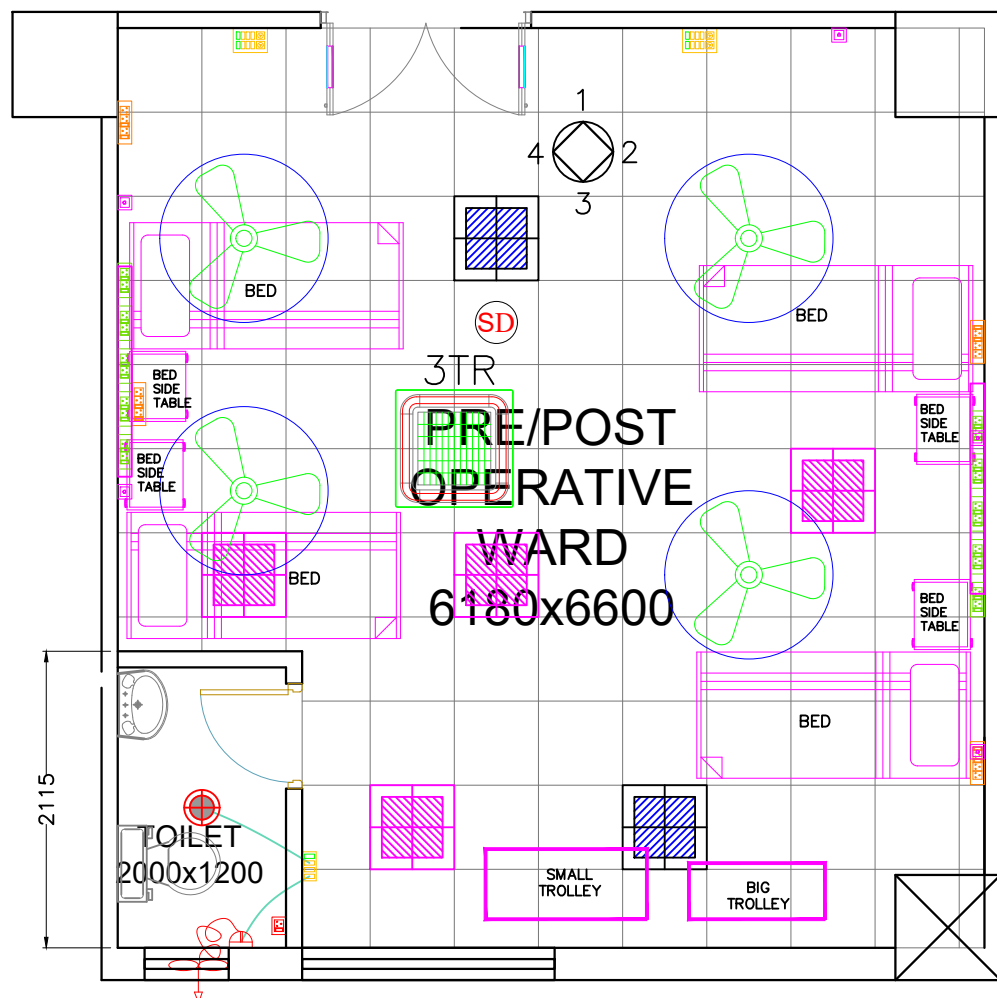 1
4
2
3
BED
BED
SD
3TR
BED
SIDE
TABLE
PRE/POST
OPERATIVE
WARD
6180x6600
BED
SIDE
TABLE
BED
SIDE
TABLE
BED
BED
SIDE
TABLE
BED
2115
TOILET
2000x1200
SMALL
TROLLEY
BIG
TROLLEY